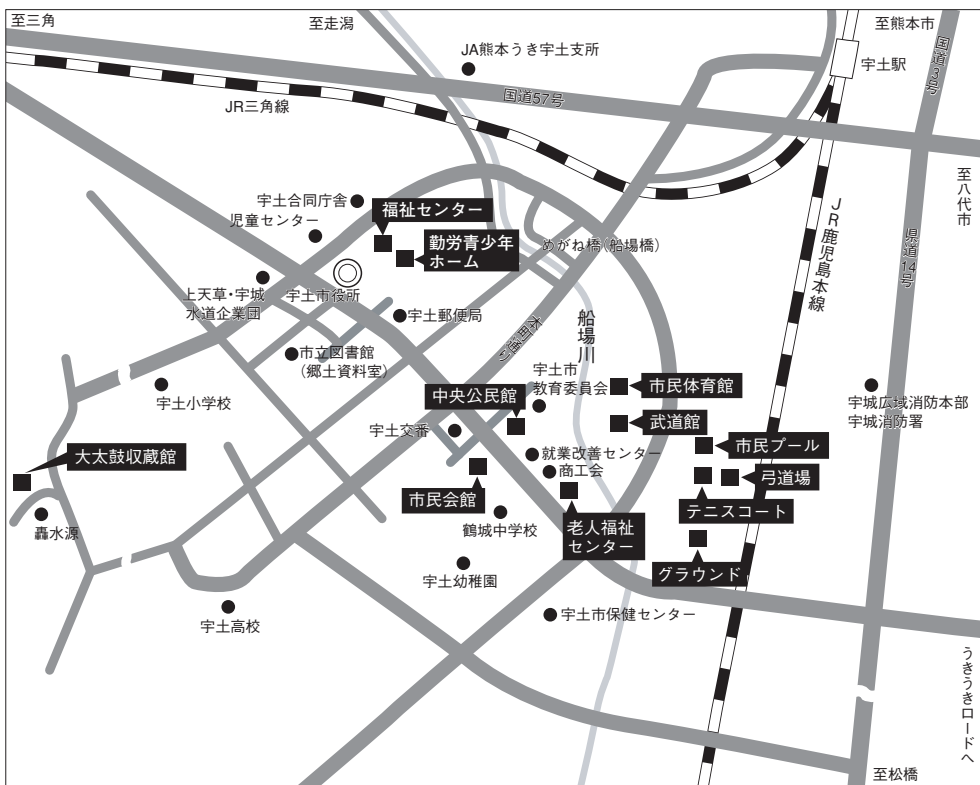 至三角
至走潟
至熊本市
国道3号
JA熊本うき宇土支所
宇土駅
国道57号
JR三角線
至八代市
宇土合同庁舎
児童センター
福祉センター
勤労青少年
ホーム
めがね橋(船場橋)
JR鹿児島本線
県道14号
上天草・宇城
水道企業団
宇土市役所
宇土郵便局
本町通り
船場川
市立図書館
(郷土資料室)
宇土市
教育委員会
市民体育館
宇土小学校
中央公民館
宇城広域消防本部
宇城消防署
武道館
宇土交番
市民プール
大太鼓収蔵館
就業改善センター
商工会
弓道場
市民会館
テニスコート
轟水源
鶴城中学校
老人福祉
センター
グラウンド
宇土幼稚園
宇土高校
宇土市保健センター
うきうきロードへ
至松橋